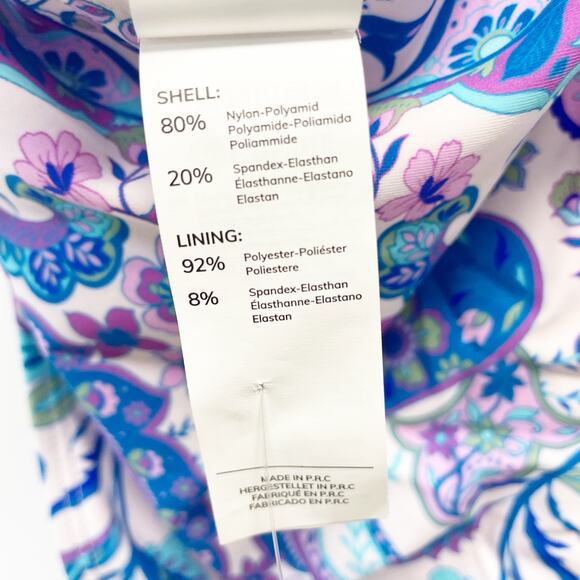 SHELL:
80% Nylon-Polyamid
Polyamide-Poliamida
Poliammide
20% Spandex-Elasthan
Élasthanne-Elastano
Elastan
LINING:
92% Polyester-Poliéster
Poliestere
8% Spandex-Elasthan
Élasthanne-Elastano
Elastan
MADE IN P.R.C
HERGESTELLET IN P.R.C
FABRIQUÉ EN P.R.C
FABRICADO EN P.R.C